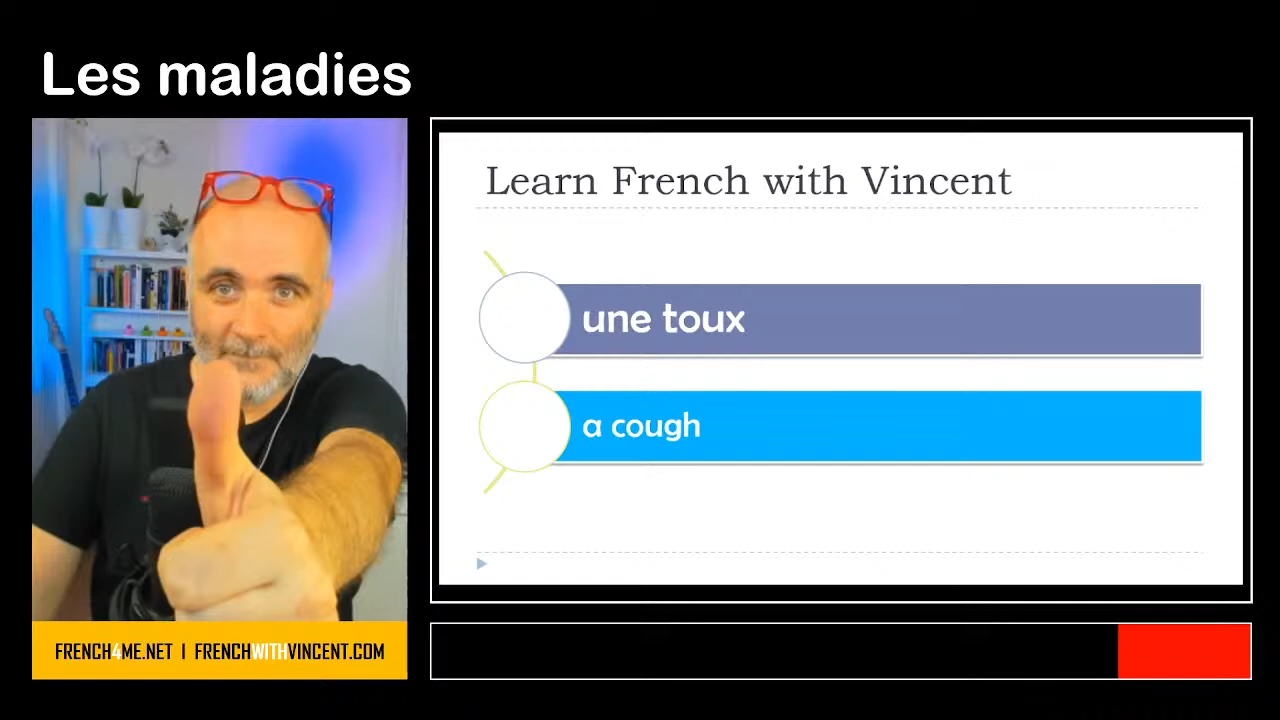 Les maladies
Learn French with Vincent
une toux
a cough
FRENCH4ME.NET I FRENCHWITHVINCENT.COM